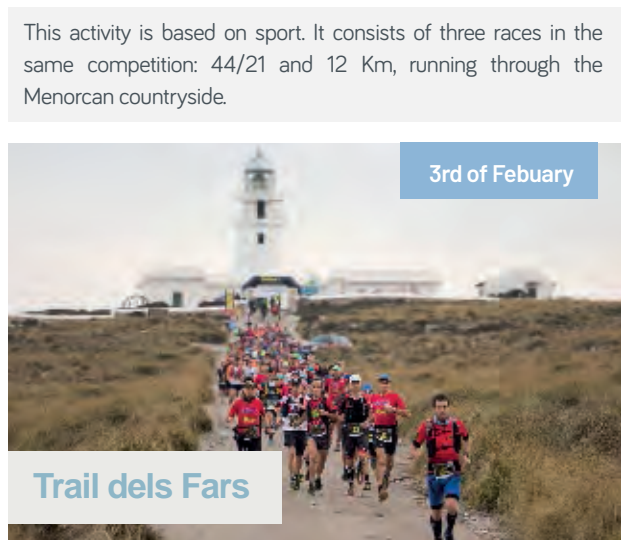 This activity is based on sport. It consists of three races in the
same competition: 44/21 and 12 Km, running through the
Menorcan countryside.
3rd of Febuary
Trail dels Fars